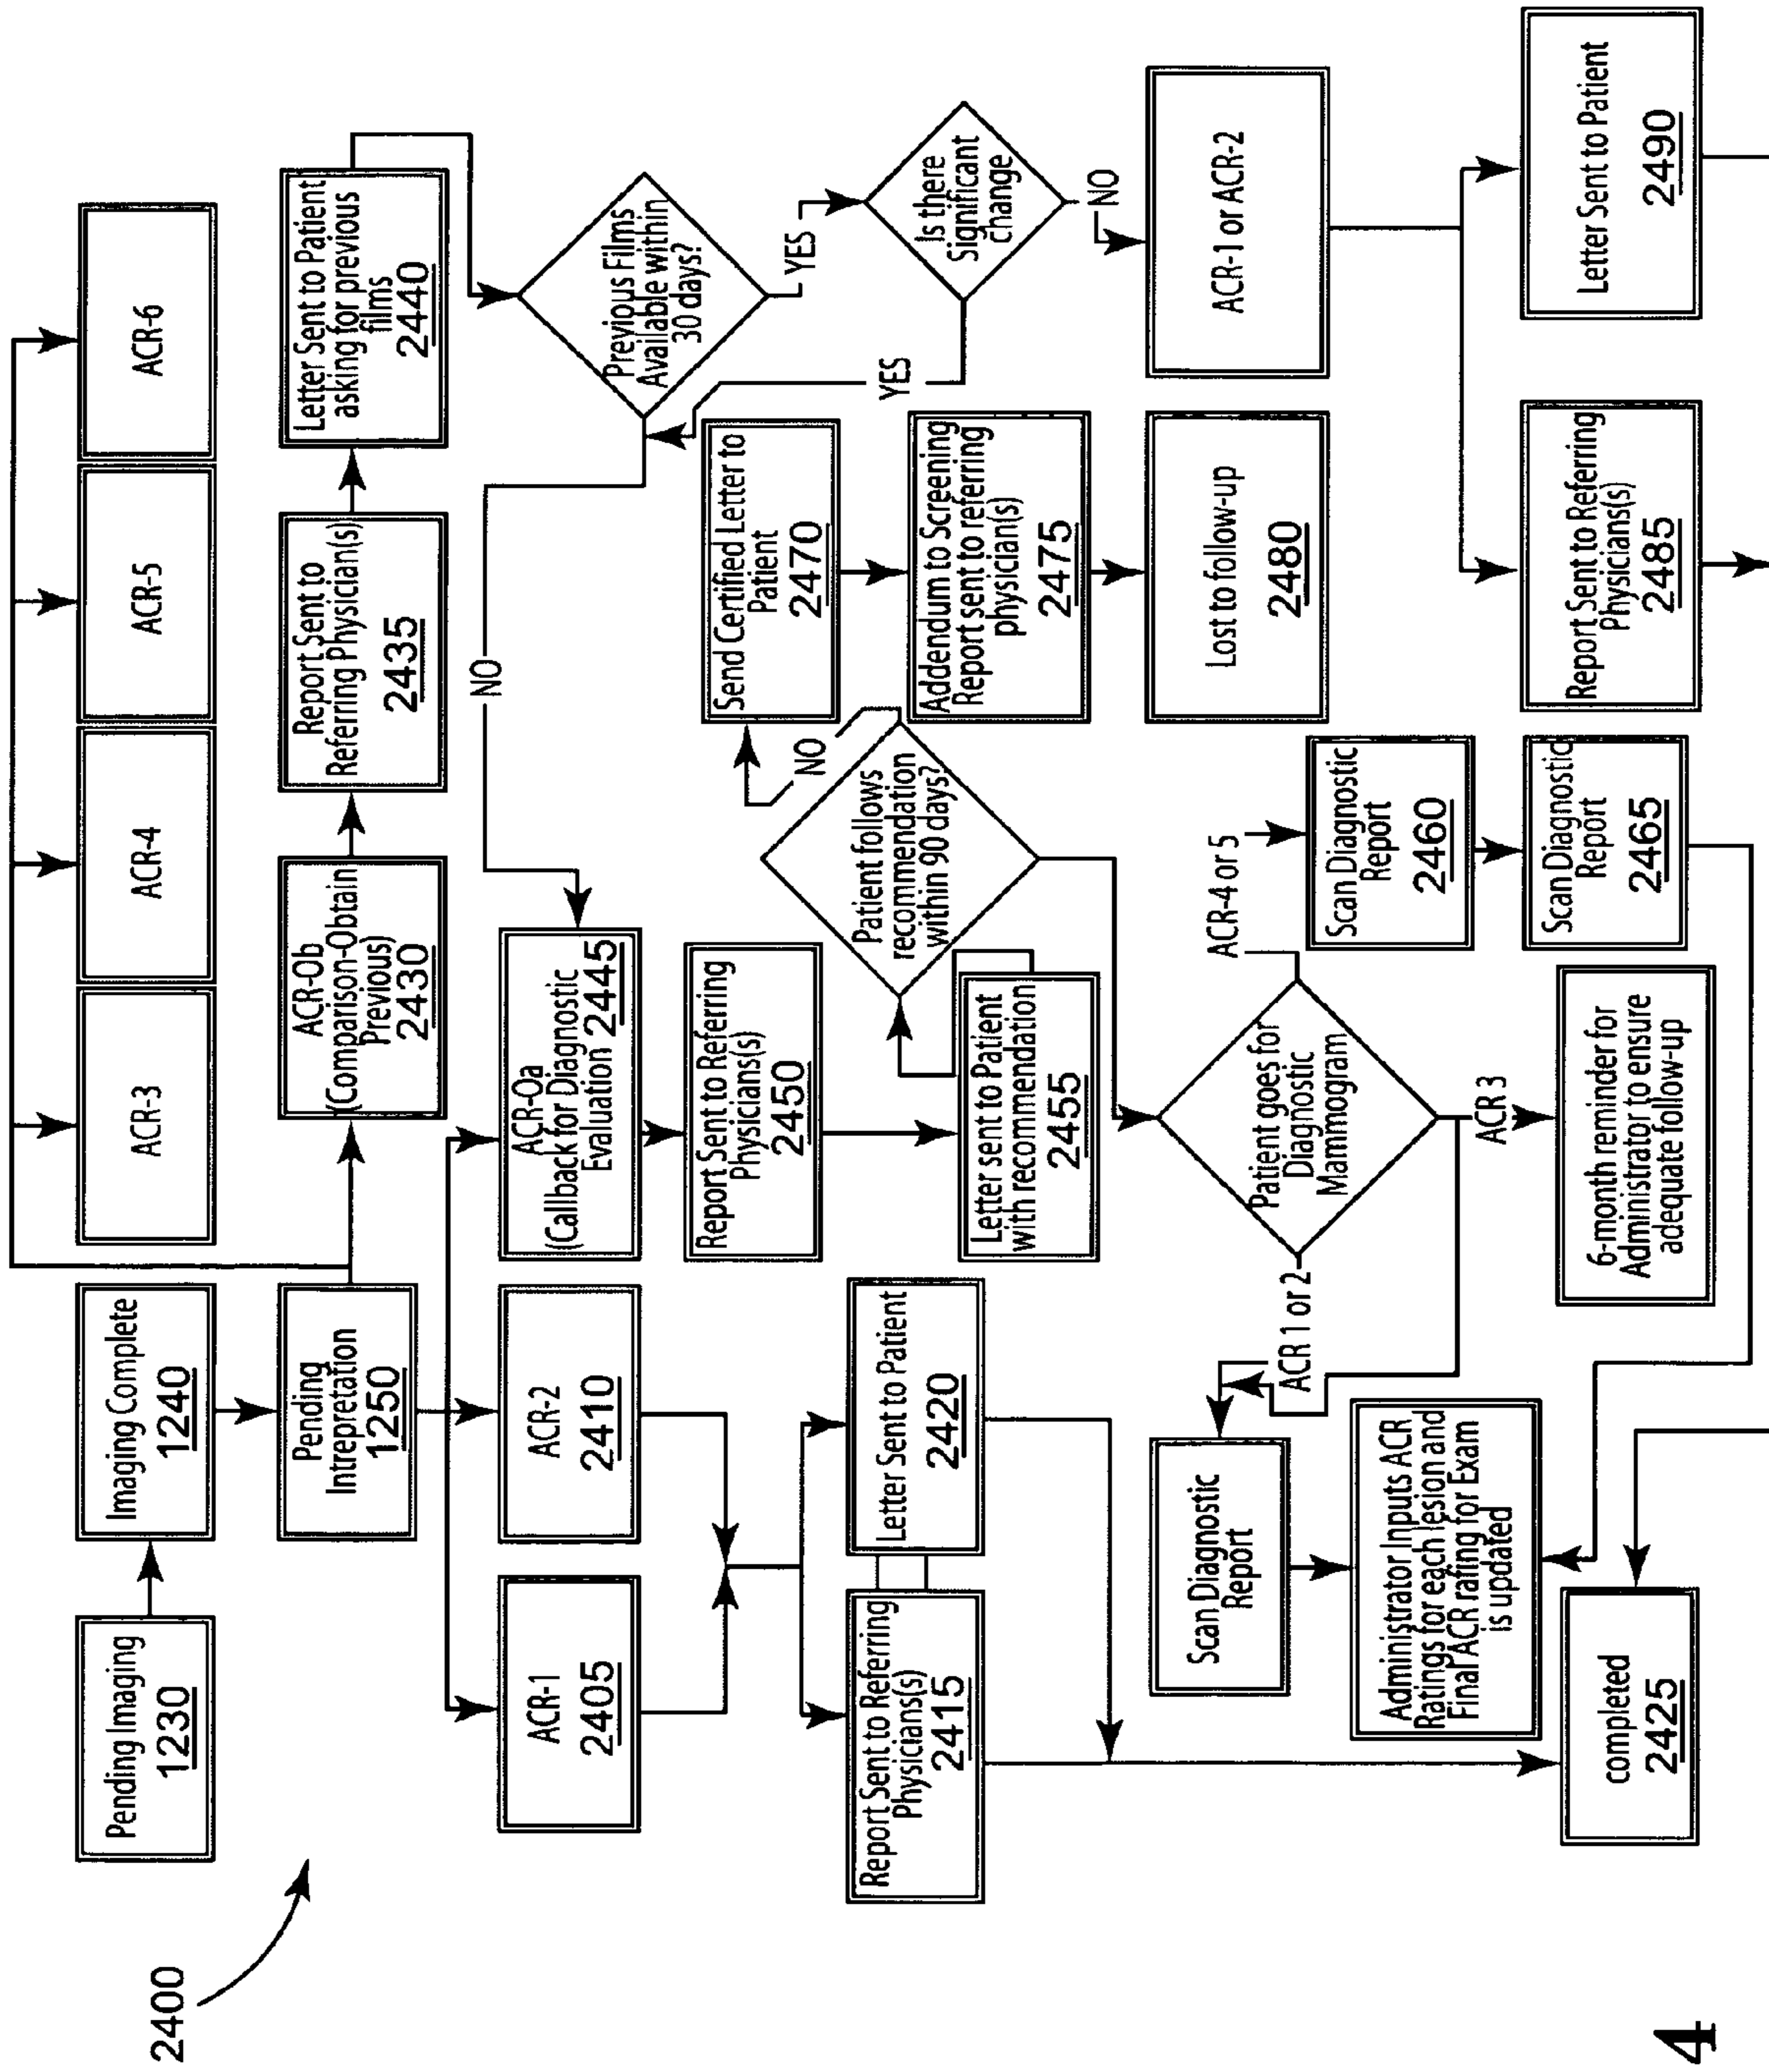 2400
Pending Imaging
1230
Imaging Complete
1240
ACR-3
ACR-4
ACR-5
ACR-6
Pending
Intrepretation
1250
ACR-Ob
(Comparison-Obtain
Previous)
2430
Report Sent to
Referring Physician(s)
2435
Letter Sent to Patient
asking for previous
films
2440
ACR-1
2405
ACR-2
2410
ACR-Oa
(Callback for Diagnostic
Evaluation 2445
NO
Previous Films
Available within
30 days?
YES
Report Sent to Referring
Physicians(s)
2415
Letter Sent to Patient
2420
Report Sent to Referring
Physicians(s)
2450
Letter sent to Patient
with recommendation
2455
Patient follows
recommendation
within 90 days?
NO
Send Certified Letter to
Patient
2470
Addendum to Screening
Report sent to referring
physician(s)
2475
Lost to follow-up
2480
YES
Is there
Significant
change
NO
ACR-1 or ACR-2
Scan Diagnostic
Report
ACR 1 or 2
Patient goes for
Diagnostic
Mammogram
ACR-4 or 5
ACR 3
Scan Diagnostic
Report
2460
Scan Diagnostic
Report
2465
Administrator Inputs ACR
Ratings for each lesion and
Final ACR rating for Exam
is updated
6-month reminder for
Administrator to ensure
adequate follow-up
completed
2425
Report Sent to Referring
Physicians(s)
2485
Letter Sent to Patient
2490
4